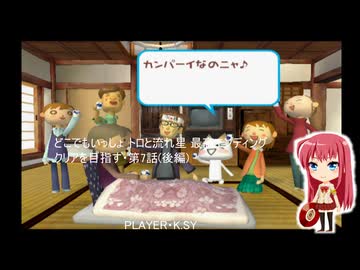 カンパーイなのニャ♪
どこでもいっしょ トロと流れ星 最高エンディング
クリアを目指す 第7話(後編)
PLAYER・K.SY